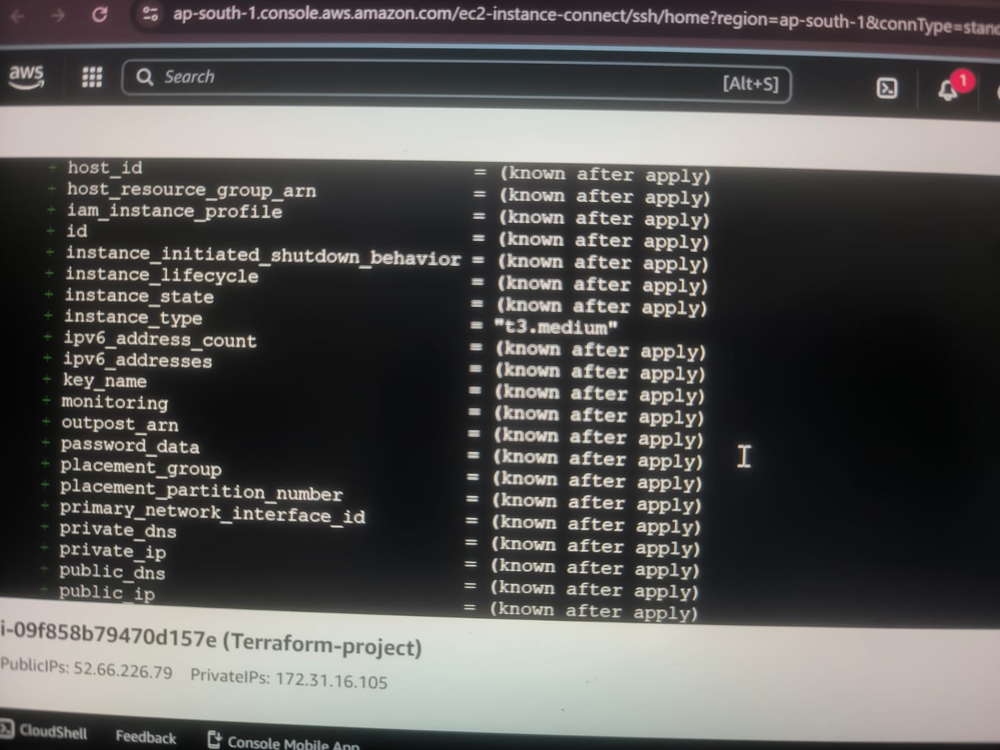 ap-south-1.console.aws.amazon.com/ec2-instance-connect/ssh/home?region=ap-south-1&connType=stand
aws
Search [Alt+S]
1
+ host_id = (known after apply)
+ host_resource_group_arn = (known after apply)
+ iam_instance_profile = (known after apply)
+ id = (known after apply)
+ instance_initiated_shutdown_behavior = (known after apply)
+ instance_lifecycle = (known after apply)
+ instance_state = (known after apply)
+ instance_type = "t3.medium"
+ ipv6_address_count = (known after apply)
+ ipv6_addresses = (known after apply)
+ key_name = (known after apply)
+ monitoring = (known after apply)
+ outpost_arn = (known after apply)
+ password_data = (known after apply)
+ placement_group = (known after apply)
+ placement_partition_number = (known after apply)
+ primary_network_interface_id = (known after apply)
+ private_dns = (known after apply)
+ private_ip = (known after apply)
+ public_dns = (known after apply)
+ public_ip = (known after apply)
i-09f858b79470d157e (Terraform-project)
PublicIPs: 52.66.226.79 PrivateIPs: 172.31.16.105
CloudShell Feedback Console Mobile App